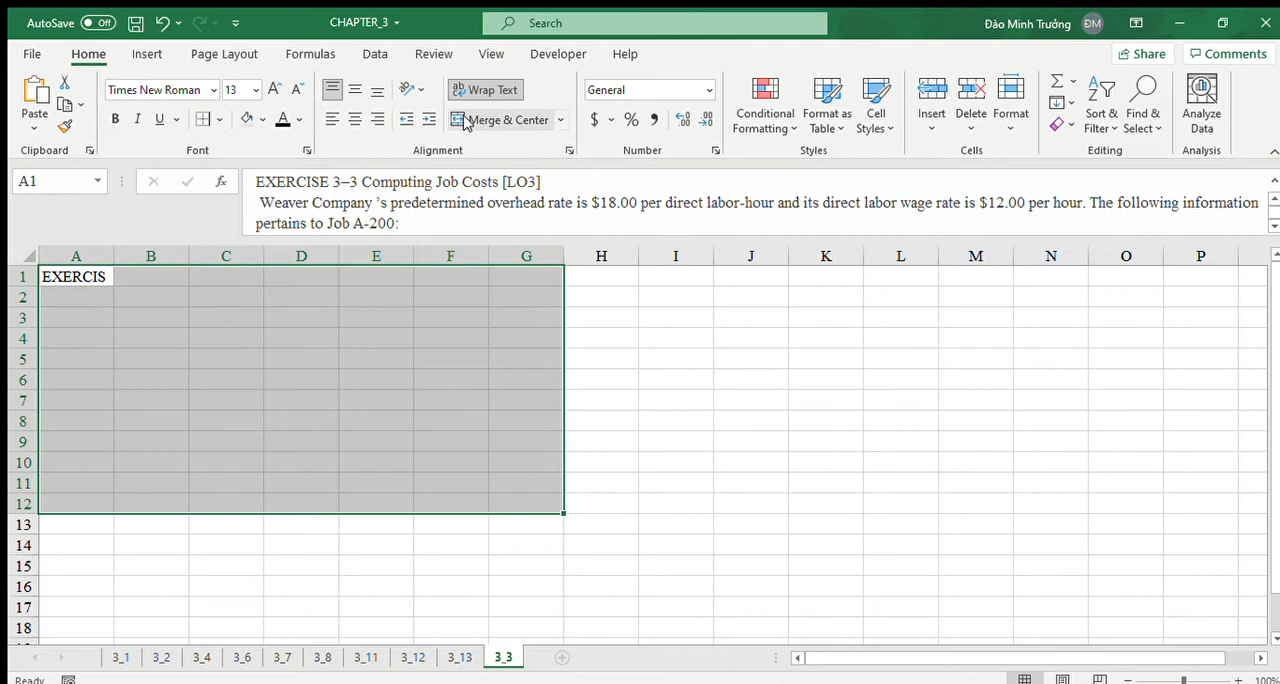 AutoSave Off CHAPTER_3 Search Đào Minh Trưởng ĐM
File Home Insert Page Layout Formulas Data Review View Developer Help Share Comments
Times New Roman 13 Wrap Text General
Paste B I U A Merge & Center $ % Conditional Formatting Format as Table Cell Styles Insert Delete Format Sort & Filter Find & Select Analyze Data
Clipboard Font Alignment Number Styles Cells Editing Analysis
A1 fx EXERCISE 3–3 Computing Job Costs [LO3]
Weaver Company ’s predetermined overhead rate is $18.00 per direct labor-hour and its direct labor wage rate is $12.00 per hour. The following information
pertains to Job A-200:
A B C D E F G H I J K L M N O P
1 EXERCIS
2
3
4
5
6
7
8
9
10
11
12
13
14
15
16
17
18
3_1 3_2 3_4 3_6 3_7 3_8 3_11 3_12 3_13 3_3
Ready 100%